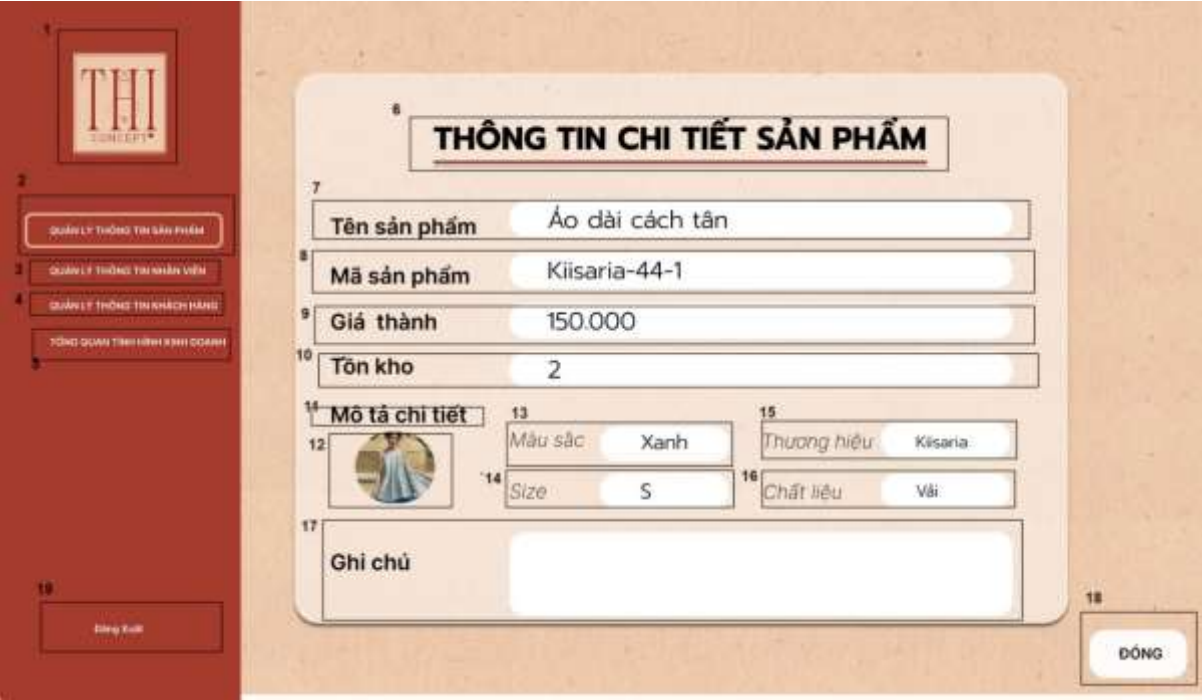 1
THI
CONCEPT
2
QUẢN LÝ THÔNG TIN SẢN PHẨM
3
QUẢN LÝ THÔNG TIN NHÂN VIÊN
4
QUẢN LÝ THÔNG TIN KHÁCH HÀNG
TỔNG QUAN TÌNH HÌNH KINH DOANH
5
19
Đăng Xuất
6
THÔNG TIN CHI TIẾT SẢN PHẨM
7
Tên sản phẩm Áo dài cách tân
8
Mã sản phẩm Kiisaria-44-1
9
Giá thành 150.000
10
Tồn kho 2
11
Mô tả chi tiết
12
13
Màu sắc Xanh
14
Size S
15
Thương hiệu Kiisaria
16
Chất liệu Vải
17
Ghi chú
18
ĐÓNG